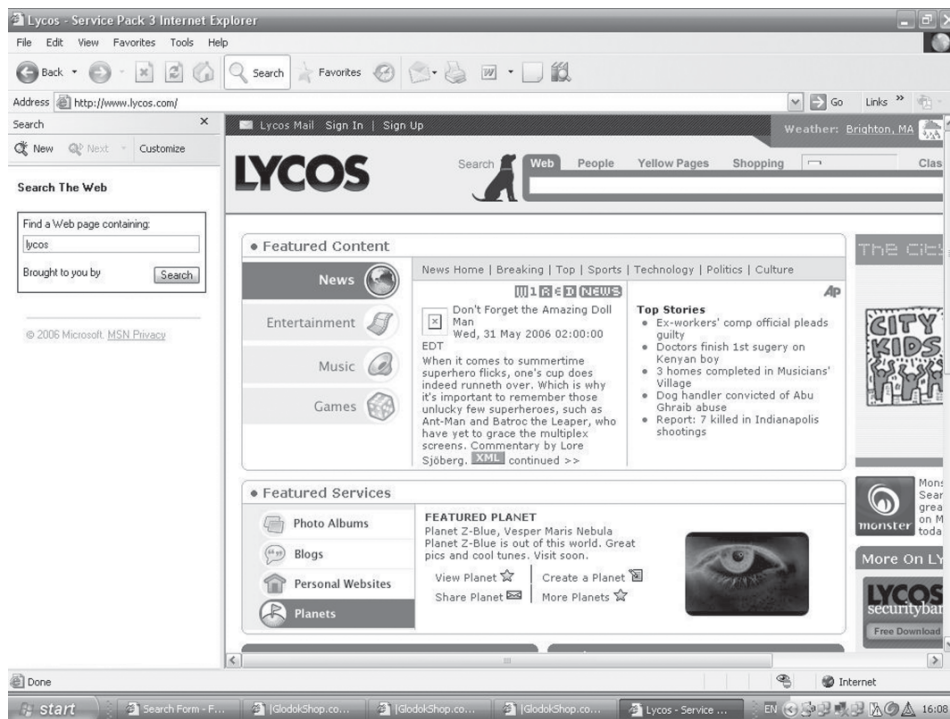 Lycos - Service Pack 3 Internet Explorer
File Edit View Favorites Tools Help
Back Search Favorites
Address http://www.lycos.com/ Go Links »
Search
New Next Customize
Search The Web
Find a Web page containing:
lycos
Brought to you by Search
© 2006 Microsoft. MSN Privacy
Lycos Mail Sign In | Sign Up
Weather: Brighton, MA
LYCOS
Search Web People Yellow Pages Shopping Clas
Featured Content
News
Entertainment
Music
Games
News Home | Breaking | Top | Sports | Technology | Politics | Culture
W1RED NEWS
Don't Forget the Amazing Doll
Man
Wed, 31 May 2006 02:00:00
EDT
When it comes to summertime
superhero flicks, one's cup does
indeed runneth over. Which is why
it's important to remember those
unlucky few superheroes, such as
Ant-Man and Batroc the Leaper, who
have yet to grace the multiplex
screens. Commentary by Lore
Sjöberg. XML continued >>
AP
Top Stories
Ex-workers' comp official pleads
guilty
Doctors finish 1st sugery on
Kenyan boy
3 homes completed in Musicians'
Village
Dog handler convicted of Abu
Ghraib abuse
Report: 7 killed in Indianapolis
shootings
CITY
KIDS
Featured Services
Photo Albums
Blogs
Personal Websites
Planets
FEATURED PLANET
Planet Z-Blue, Vesper Maris Nebula
Planet Z-Blue is out of this world. Great
pics and cool tunes. Visit soon.
View Planet Create a Planet
Share Planet More Planets
monster
Mons
Sear
grea
on M
toda
More On LY
LYCOS
securityba
Free Download
Done Internet
start Search Form - F... |GlodokShop.co... |GlodokShop.co... |GlodokShop.co... Lycos - Service ... EN 16:08